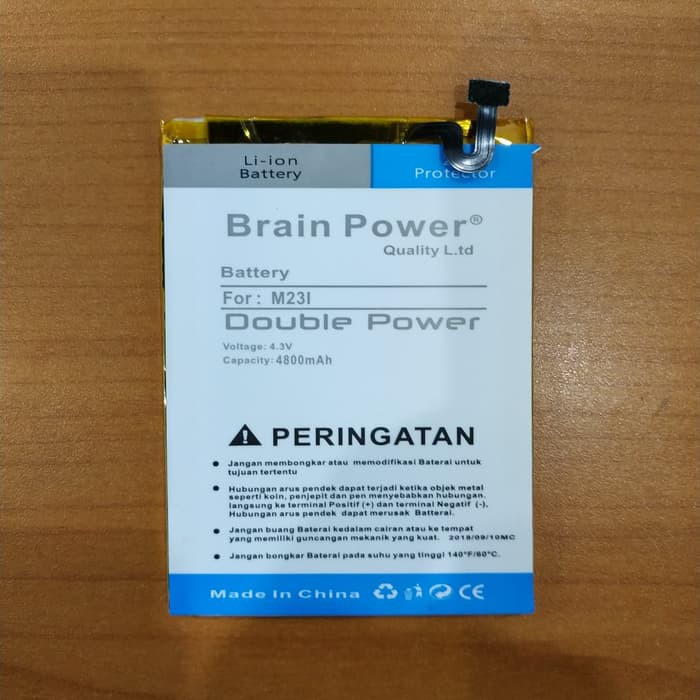 Li-ion
Battery
Protector
Brain Power®
Quality L.td
Battery
For: M23I
Double Power
Voltage: 4.3V
Capacity: 4800mAh
PERINGATAN
Jangan membongkar atau memodifikasi Baterai untuk
tujuan tertentu
Hubungan arus pendek dapat terjadi ketika objek metal
seperti koin, penjepit dan pen menyebabkan hubungan.
langsung ke terminal Positif (+) dan terminal Negatif (-).
Hubungan arus pendek dapat merusak Batterai.
Jangan buang Baterai kedalam cairan atau ke tempat
yang memiliki guncangan mekanik yang kuat. 2018/09/10MC
Jangan bongkar Baterai pada suhu yang tinggi 140°F/60°C.
Made In China CE